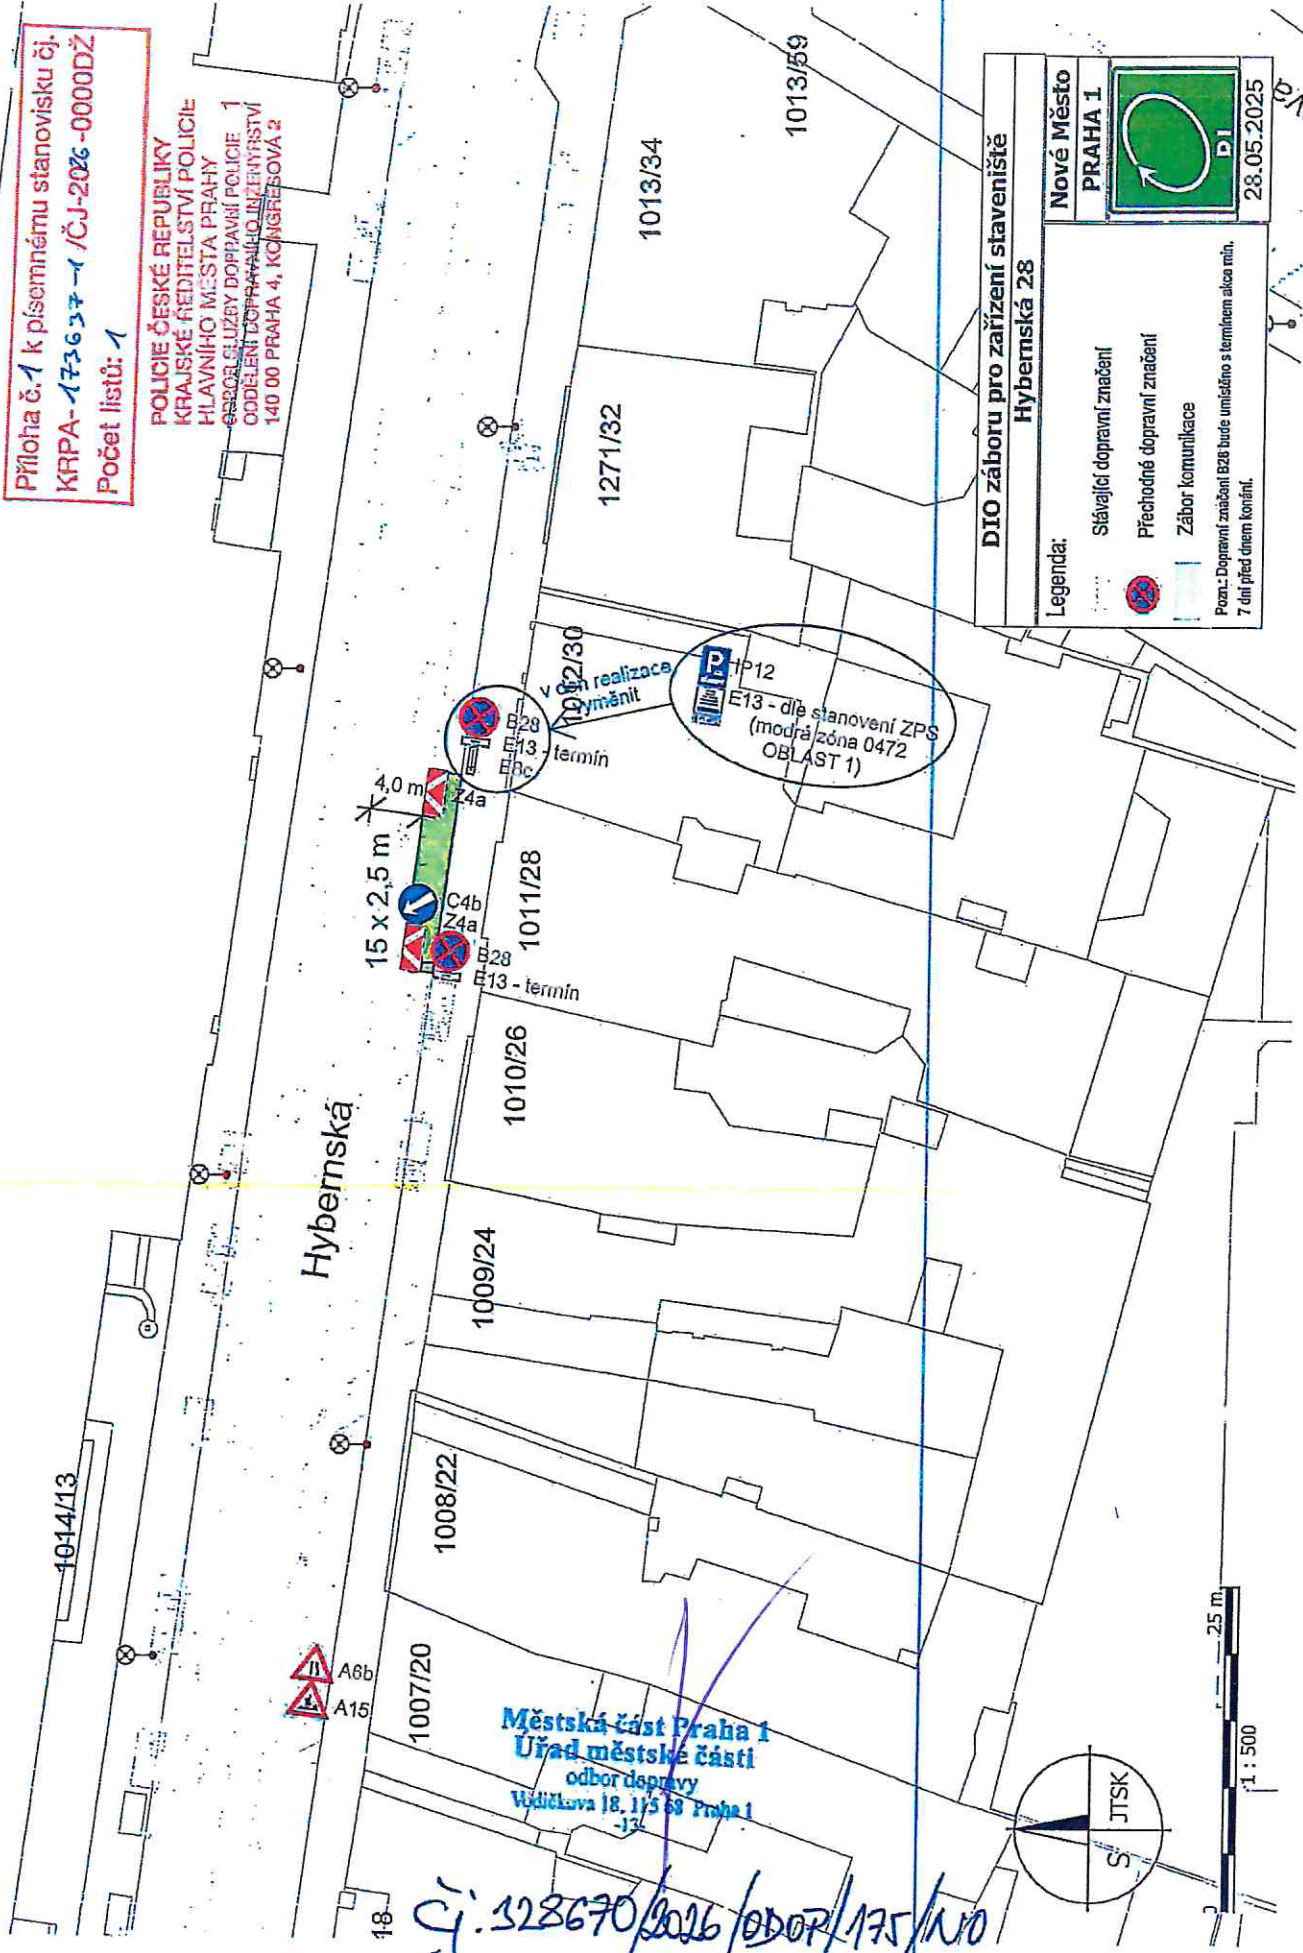 Příloha č.1 k písemnému stanovisku čj.
KRPA-173637-1/ČJ-2026-0000DŽ
Počet listů: 1
POLICIE ČESKÉ REPUBLIKY
KRAJSKÉ ŘEDITELSTVÍ POLICIE
HLAVNÍHO MĚSTA PRAHY
ODBOR SLUŽBY DOPRAVNÍ POLICIE 1
ODDĚLENÍ DOPRAVNÍHO INŽENÝRSTVÍ
140 00 PRAHA 4, KONGRESOVÁ 2
1014/13
Hybernská
15 x 2,5 m
4,0 m
Z4a
C4b
Z4a
B28
E13 - termín
B28
E13 - termín
E8c
v den realizace
vyměnit
IP12
E13 - dle stanovení ZPS
(modrá zóna 0472
OBLAST 1)
A6b
A15
18
1007/20
1008/22
1009/24
1010/26
1011/28
1012/30
1271/32
1013/34
1013/59
DIO záboru pro zařízení staveniště
Hybernská 28
Legenda:
Stávající dopravní značení
Přechodné dopravní značení
Zábor komunikace
Pozn.: Dopravní značení B28 bude umístěno s termínem akce min.
7 dní před dnem konání.
Nové Město
PRAHA 1
D1
28.05.2025
Městská část Praha 1
Úřad městské části
odbor dopravy
Vodičkova 18, 115 68 Praha 1
-13-
Čj. 328670/2026/ODOP/175/NO
S JTSK
25 m
1 : 500